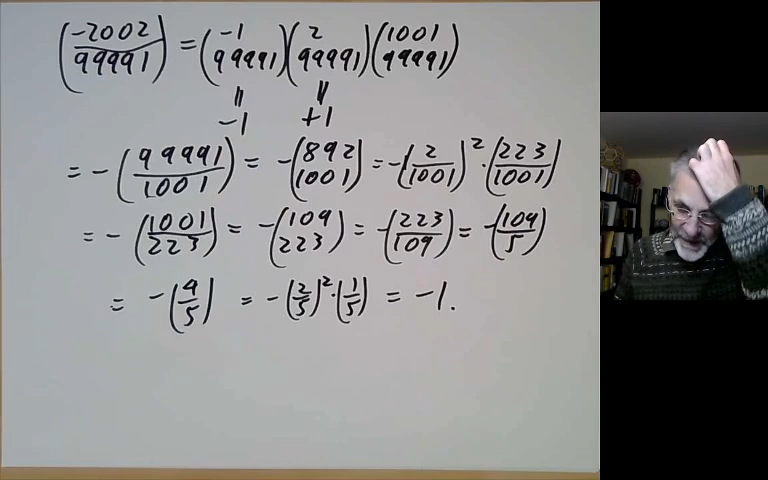 (-2002/99991) = (-1/99991)(2/99991)(1001/99991)
= -1 = +1
= -(99991/1001) = -(892/1001) = -(2/1001)² · (223/1001)
= -(1001/223) = -(109/223) = -(223/109) = -(109/5)
= -(4/5) = -(2/5)² · (1/5) = -1.